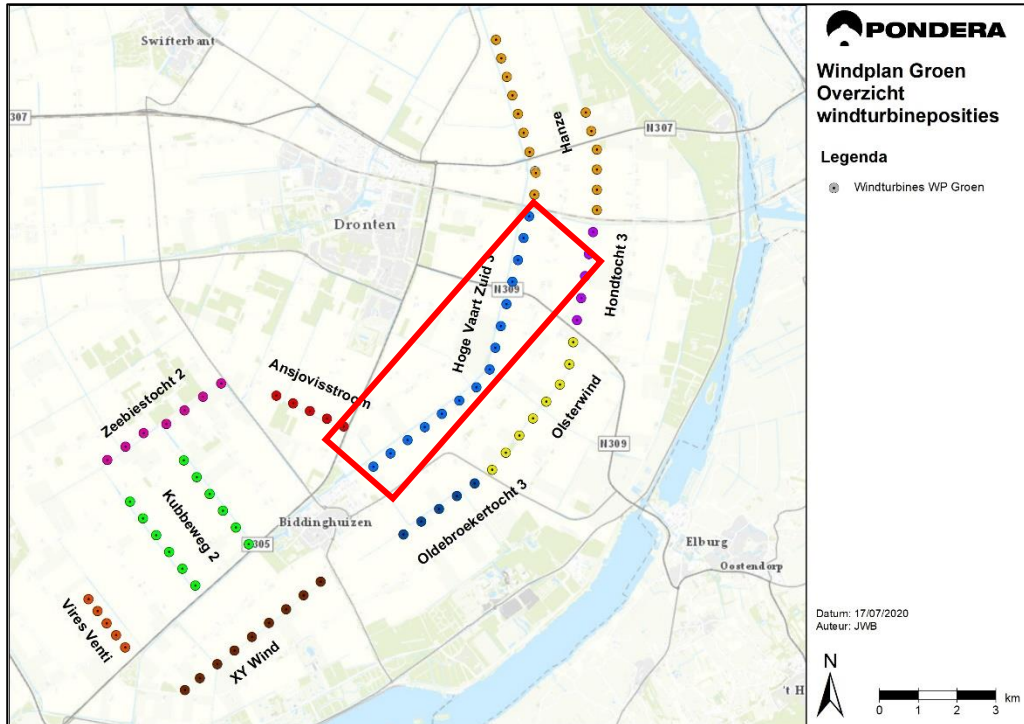 Swifterbant
307
N307
Hanze
Dronten
Hoge Vaart Zuid 3
N309
Hondtocht 3
Ansjovisstroom
Zeebiestocht 2
Olsterwind
N309
Kubbeweg 2
Biddinghuizen
Oldebroekertocht 3
305
Elburg
Oostendorp
Vires Venti
XY Wind
't H
PONDERA
Windplan Groen
Overzicht
windturbineposities
Legenda
Windturbines WP Groen
Datum: 17/07/2020
Auteur: JWB
N
km
0 1 2 3